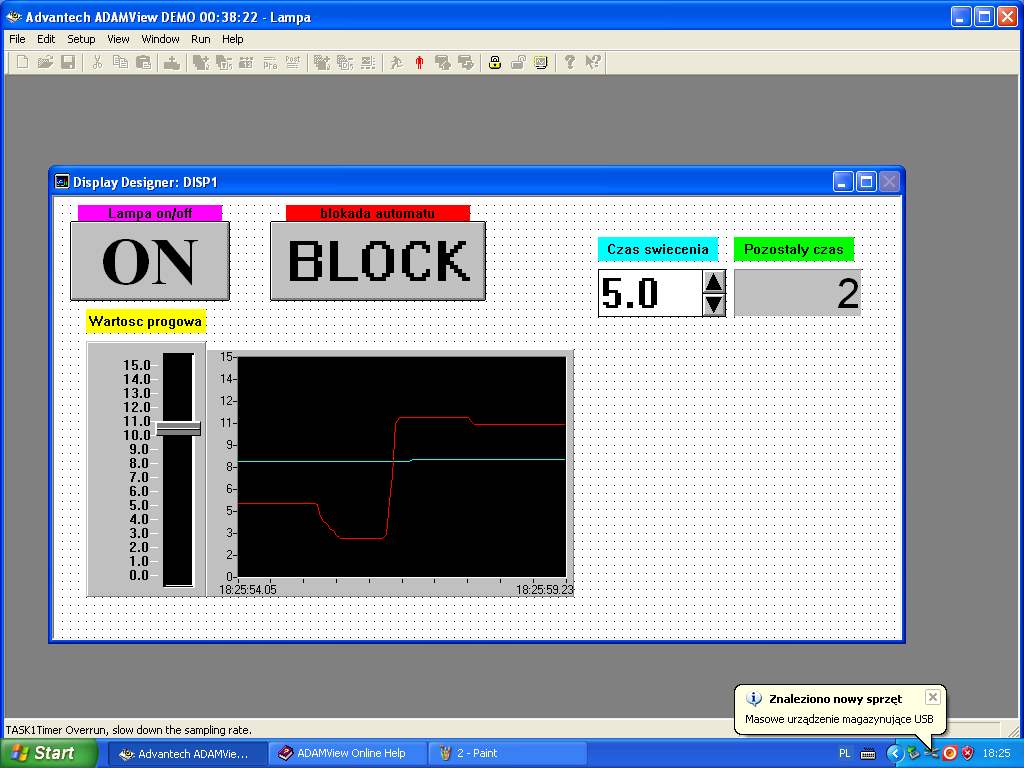 Advantech ADAMView DEMO 00:38:22 - Lampa
File Edit Setup View Window Run Help
Pra Post
Display Designer: DISP1
Lampa on/off
blokada automatu
ON
BLOCK
Czas swiecenia
Pozostaly czas
5.0
2
Wartosc progowa
15.0
14.0
13.0
12.0
11.0
10.0
9.0
8.0
7.0
6.0
5.0
4.0
3.0
2.0
1.0
0.0
15
14
12
11
9
8
6
5
3
2
0
18:25:54.05
18:25:59.23
Znaleziono nowy sprzęt
Masowe urządzenie magazynujące USB
TASK1Timer Overrun, slow down the sampling rate.
Start
Advantech ADAMVie...
ADAMView Online Help
2 - Paint
PL
18:25